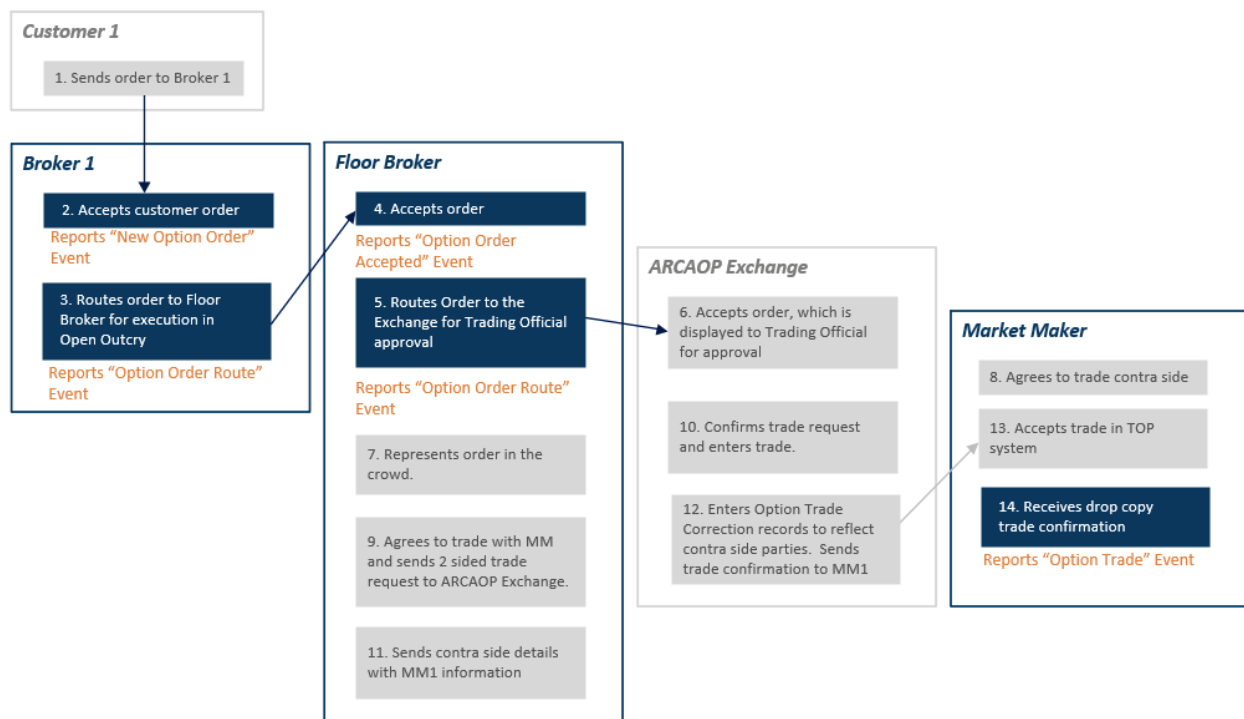 Customer 1
1. Sends order to Broker 1
Broker 1
2. Accepts customer order
Reports “New Option Order”
Event
3. Routes order to Floor
Broker for execution in
Open Outcry
Reports “Option Order Route”
Event
Floor Broker
4. Accepts order
Reports “Option Order
Accepted” Event
5. Routes Order to the
Exchange for Trading Official
approval
Reports “Option Order Route”
Event
7. Represents order in the
crowd.
9. Agrees to trade with MM
and sends 2 sided trade
request to ARCAOP Exchange.
11. Sends contra side details
with MM1 information
ARCAOP Exchange
6. Accepts order, which is
displayed to Trading Official
for approval
10. Confirms trade request
and enters trade.
12. Enters Option Trade
Correction records to reflect
contra side parties.  Sends
trade confirmation to MM1
Market Maker
8. Agrees to trade contra side
13. Accepts trade in TOP
system
14. Receives drop copy
trade confirmation
Reports “Option Trade” Event